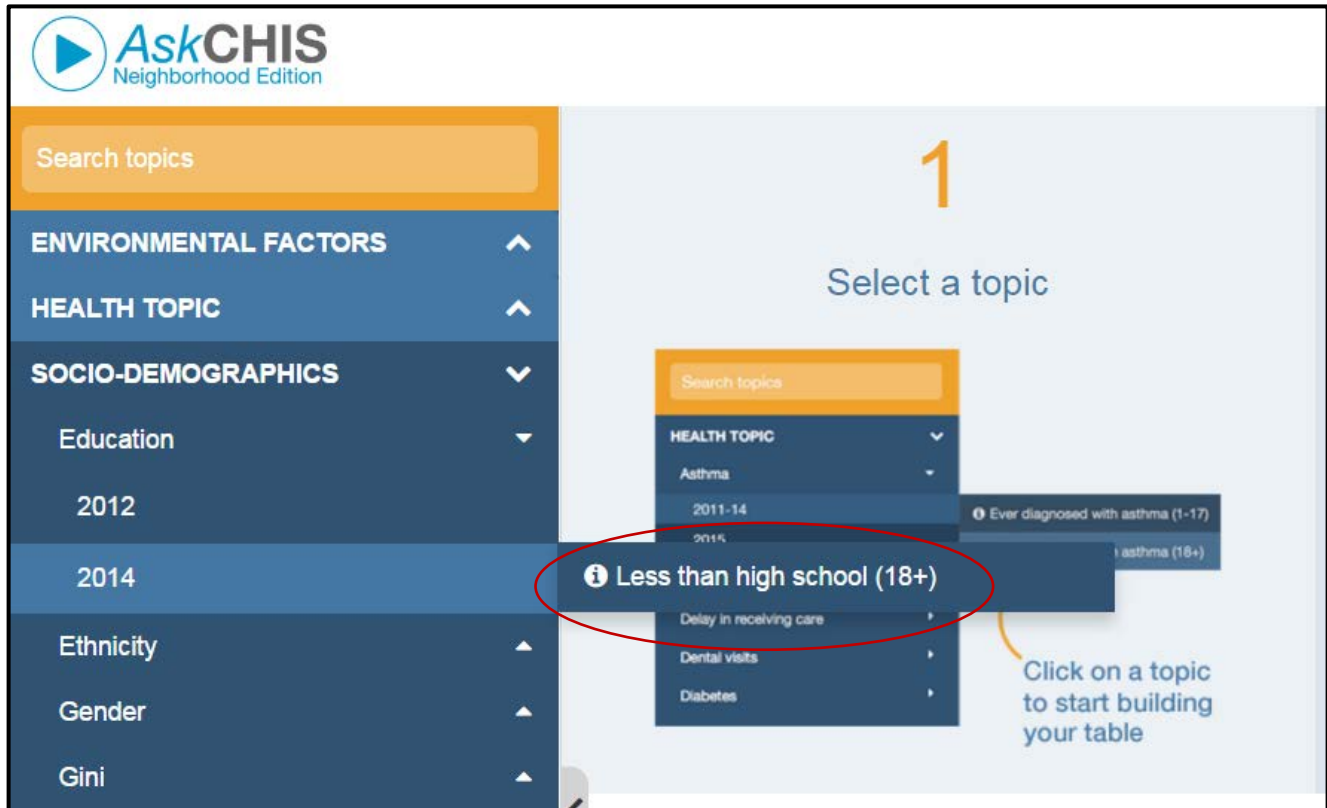 AskCHIS
Neighborhood Edition
Search topics
ENVIRONMENTAL FACTORS
HEALTH TOPIC
SOCIO-DEMOGRAPHICS
Education
2012
2014
Ethnicity
Gender
Gini
1
Select a topic
Search topics
HEALTH TOPIC
Asthma
2011-14
Ever diagnosed with asthma (1-17)
2015
asthma (18+)
Less than high school (18+)
Delay in receiving care
Dental visits
Diabetes
Click on a topic
to start building
your table